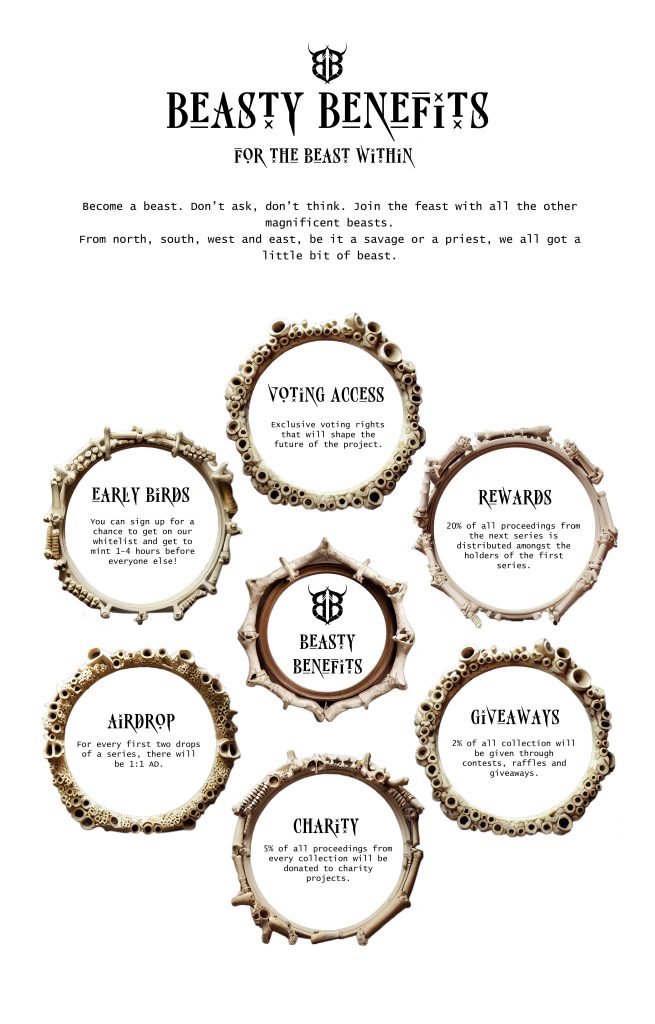 BEASTY BENEFITS
FOR THE BEAST WITHIN
Become a beast. Don't ask, don't think. Join the feast with all the other
magnificent beasts.
From north, south, west and east, be it a savage or a priest, we all got a
little bit of beast.
VOTING ACCESS
Exclusive voting rights
that will shape the
future of the project.
EARLY BIRDS
You can sign up for a
chance to get on our
whitelist and get to
mint 1-4 hours before
everyone else!
REWARDS
20% of all proceedings from
the next series is
distributed amongst the
holders of the first
series.
BEASTY
BENEFITS
AIRDROP
For every first two drops
of a series, there will
be 1:1 AD.
GIVEAWAYS
2% of all collection will
be given through
contests, raffles and
giveaways.
CHARITY
5% of all proceedings from
every collection will be
donated to charity
projects.